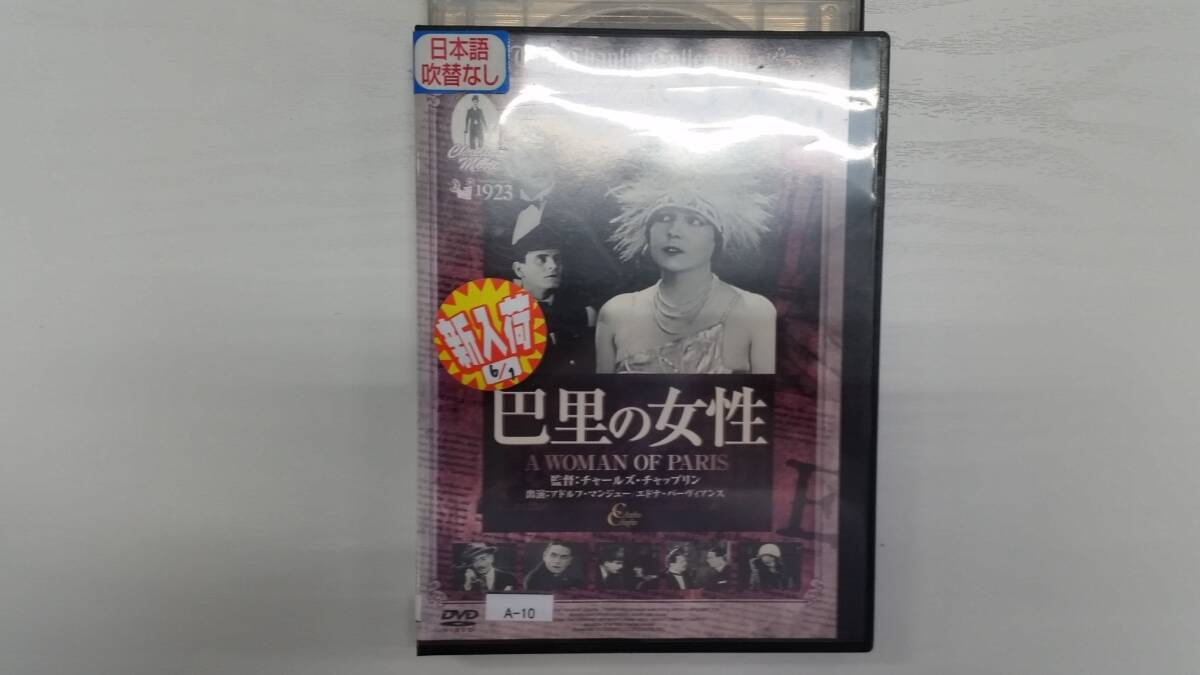 日本語
吹替なし
Chaplin Collection
1923
新入荷
6/1
巴里の女性
A WOMAN OF PARIS
監督:チャールズ・チャップリン
出演:アドルフ・マンジュー エドナ・パーヴィアンス
DVD
VIDEO
A-10